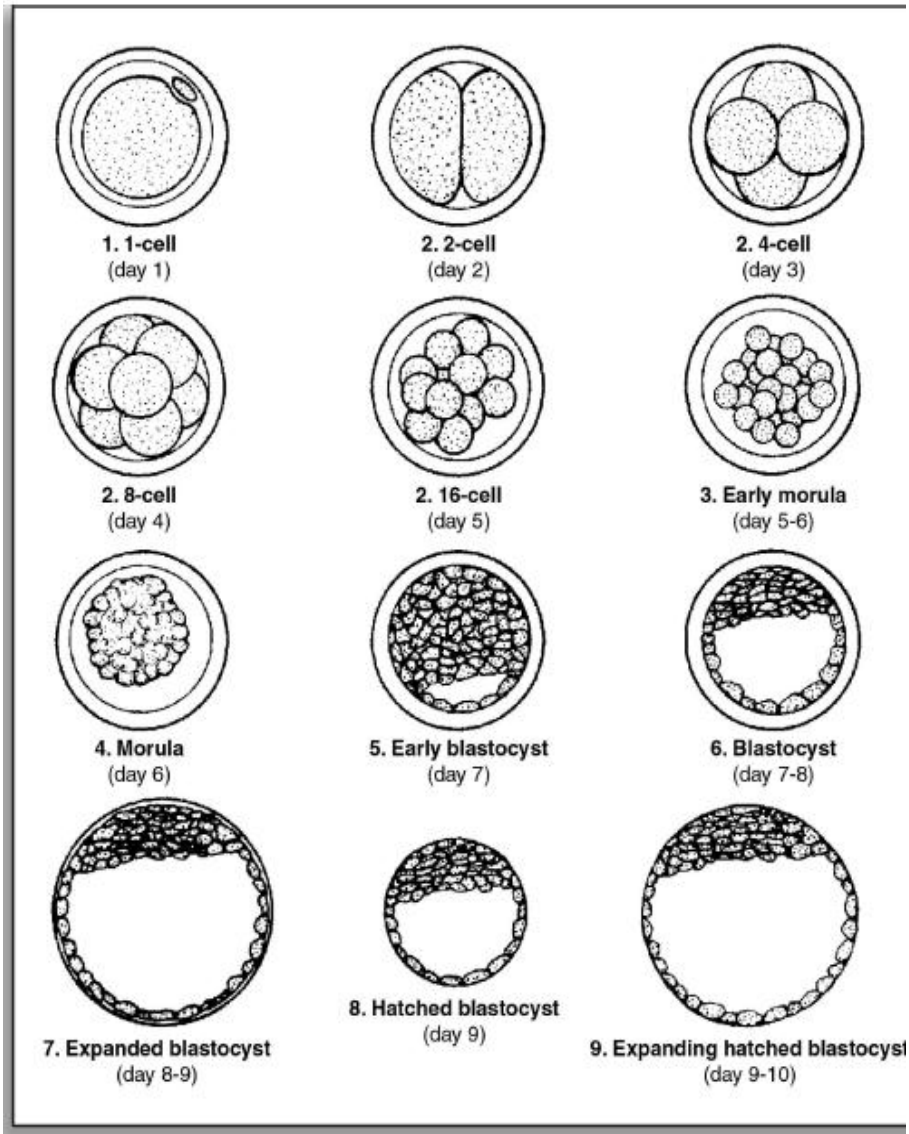 1. 1-cell
(day 1)
2. 2-cell
(day 2)
2. 4-cell
(day 3)
2. 8-cell
(day 4)
2. 16-cell
(day 5)
3. Early morula
(day 5-6)
4. Morula
(day 6)
5. Early blastocyst
(day 7)
6. Blastocyst
(day 7-8)
7. Expanded blastocyst
(day 8-9)
8. Hatched blastocyst
(day 9)
9. Expanding hatched blastocyst
(day 9-10)